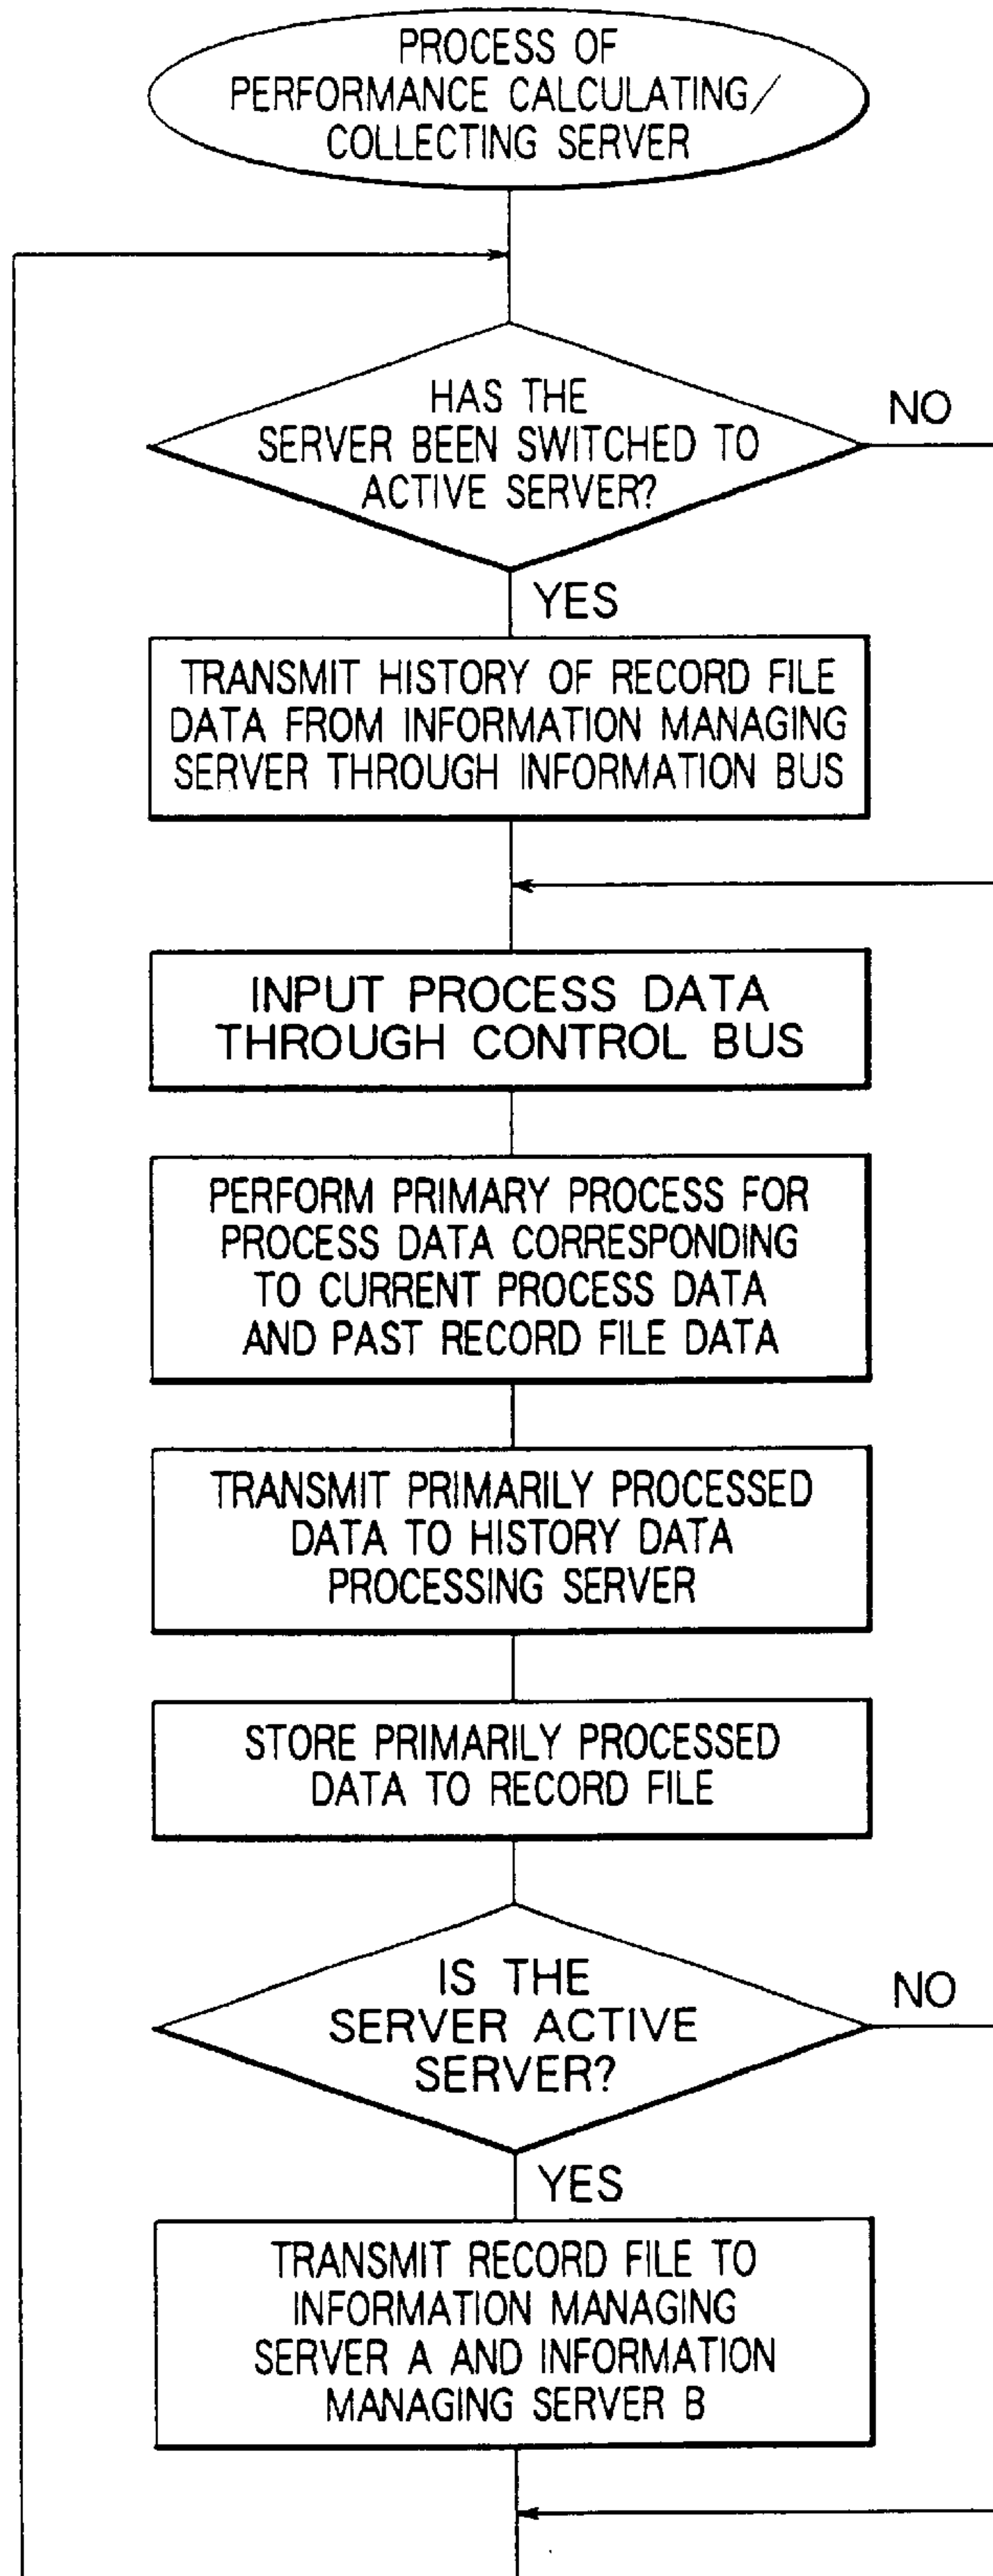 PROCESS OF
PERFORMANCE CALCULATING/
COLLECTING SERVER
HAS THE
SERVER BEEN SWITCHED TO
ACTIVE SERVER?
NO
YES
TRANSMIT HISTORY OF RECORD FILE
DATA FROM INFORMATION MANAGING
SERVER THROUGH INFORMATION BUS
INPUT PROCESS DATA
THROUGH CONTROL BUS
PERFORM PRIMARY PROCESS FOR
PROCESS DATA CORRESPONDING
TO CURRENT PROCESS DATA
AND PAST RECORD FILE DATA
TRANSMIT PRIMARILY PROCESSED
DATA TO HISTORY DATA
PROCESSING SERVER
STORE PRIMARILY PROCESSED
DATA TO RECORD FILE
IS THE
SERVER ACTIVE
SERVER?
NO
YES
TRANSMIT RECORD FILE TO
INFORMATION MANAGING
SERVER A AND INFORMATION
MANAGING SERVER B